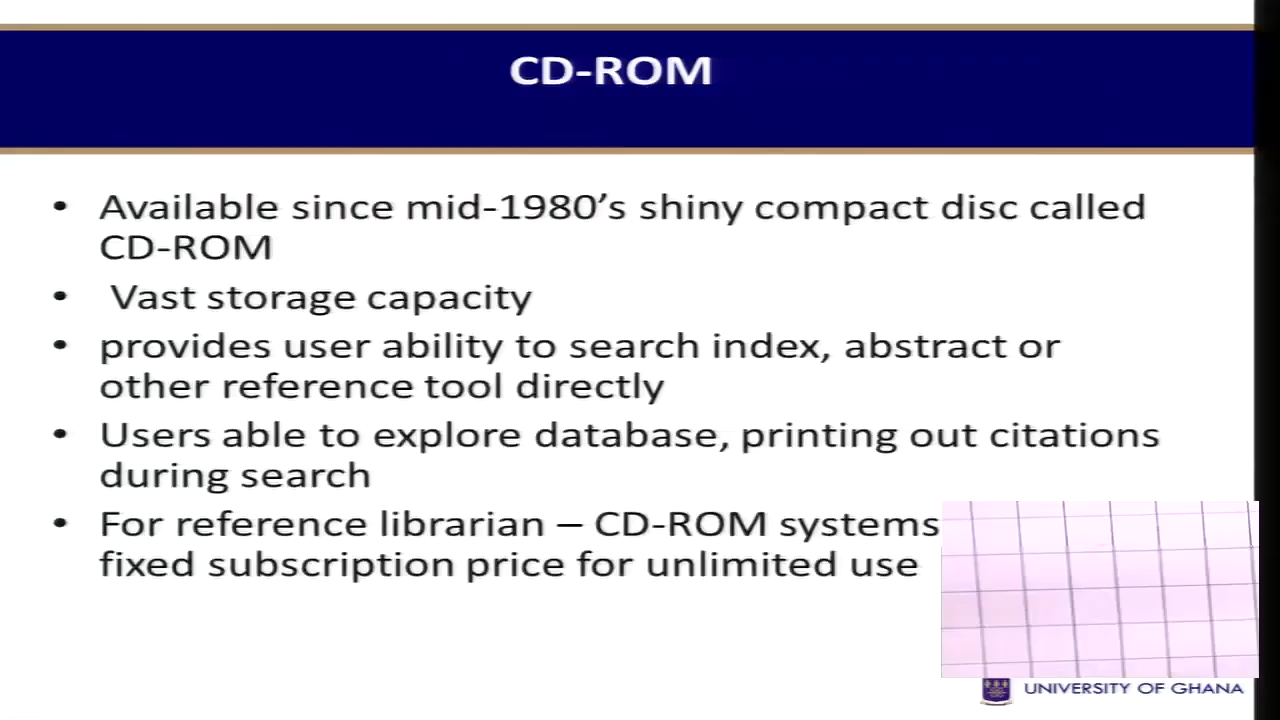 CD-ROM
• Available since mid-1980’s shiny compact disc called
CD-ROM
• Vast storage capacity
• provides user ability to search index, abstract or
other reference tool directly
• Users able to explore database, printing out citations
during search
• For reference librarian – CD-ROM systems
fixed subscription price for unlimited use
UNIVERSITY OF GHANA